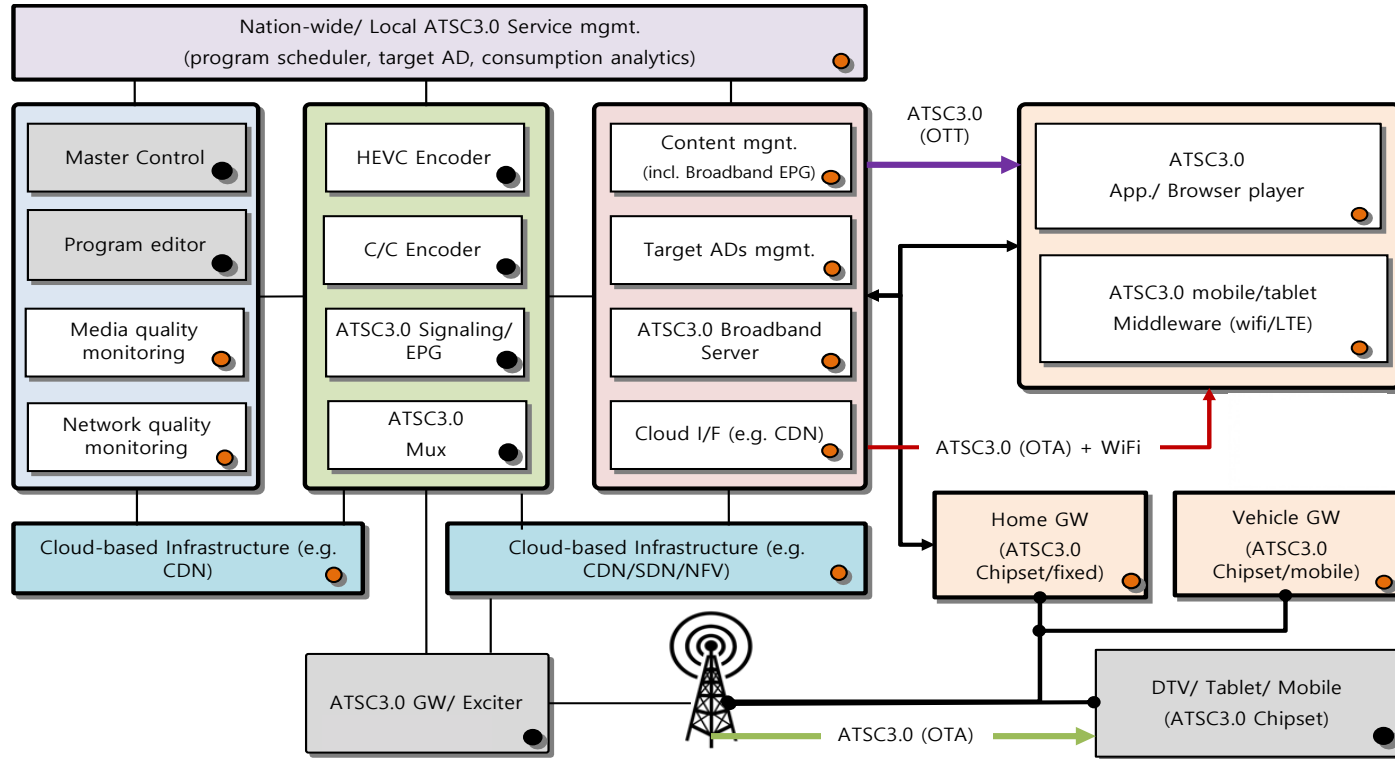 Nation-wide/ Local ATSC3.0 Service mgmt.
(program scheduler, target AD, consumption analytics)
Master Control
Program editor
Media quality
monitoring
Network quality
monitoring
HEVC Encoder
C/C Encoder
ATSC3.0 Signaling/
EPG
ATSC3.0
Mux
Content mgnt.
(incl. Broadband EPG)
Target ADs mgmt.
ATSC3.0 Broadband
Server
Cloud I/F (e.g. CDN)
ATSC3.0
(OTT)
ATSC3.0
App./ Browser player
ATSC3.0 mobile/tablet
Middleware (wifi/LTE)
ATSC3.0 (OTA) + WiFi
Cloud-based Infrastructure (e.g.
CDN)
Cloud-based Infrastructure (e.g.
CDN/SDN/NFV)
Home GW
(ATSC3.0
Chipset/fixed)
Vehicle GW
(ATSC3.0
Chipset/mobile)
ATSC3.0 GW/ Exciter
ATSC3.0 (OTA)
DTV/ Tablet/ Mobile
(ATSC3.0 Chipset)